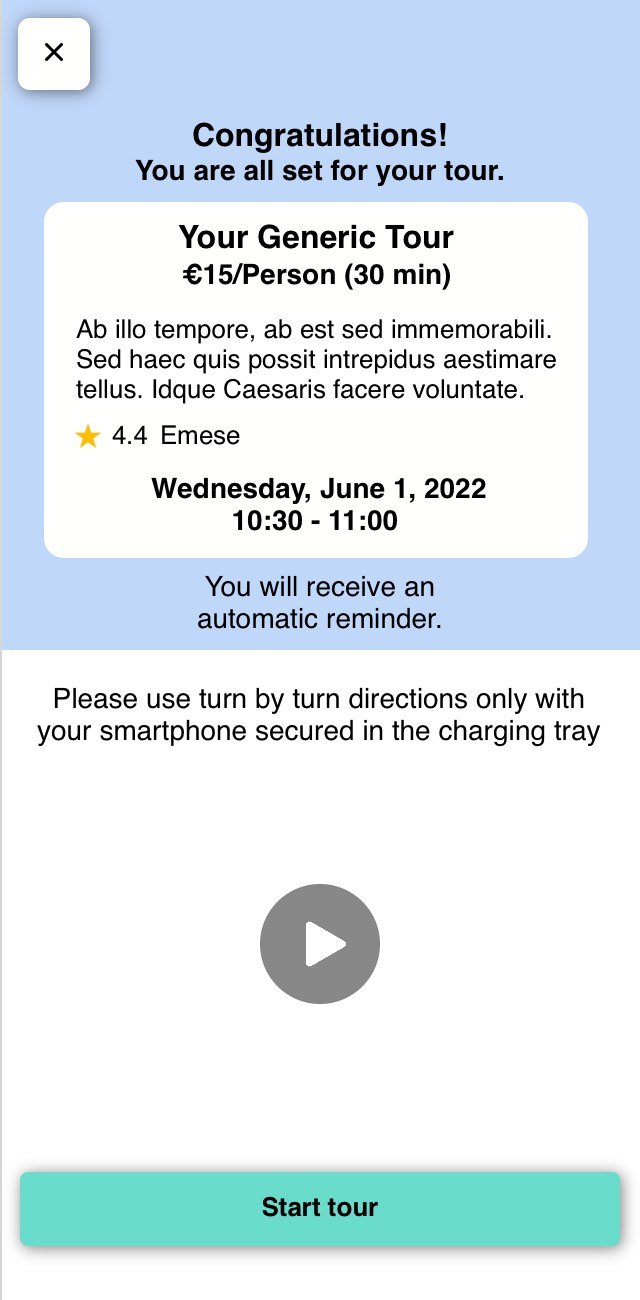 Congratulations!
You are all set for your tour.
Your Generic Tour
€15/Person (30 min)
Ab illo tempore, ab est sed immemorabili.
Sed haec quis possit intrepidus aestimare
tellus. Idque Caesaris facere voluntate.
4.4 Emese
Wednesday, June 1, 2022
10:30 - 11:00
You will receive an
automatic reminder.
Please use turn by turn directions only with
your smartphone secured in the charging tray
Start tour